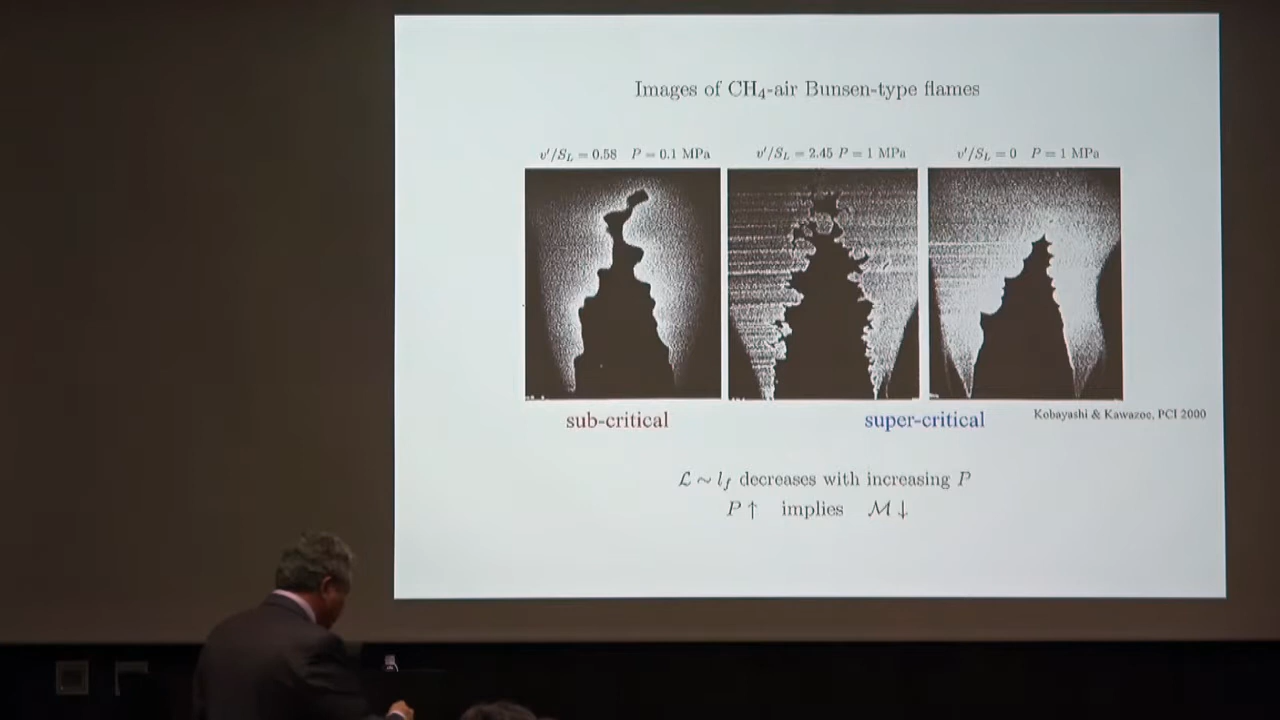 Images of CH₄-air Bunsen-type flames
v′/S_L = 0.58 P = 0.1 MPa
v′/S_L = 2.45 P = 1 MPa
v′/S_L = 0 P = 1 MPa
sub-critical
super-critical
Kobayashi & Kawazoe, PCI 2000
ℒ ∼ l_f decreases with increasing P
P ↑ implies ℳ ↓